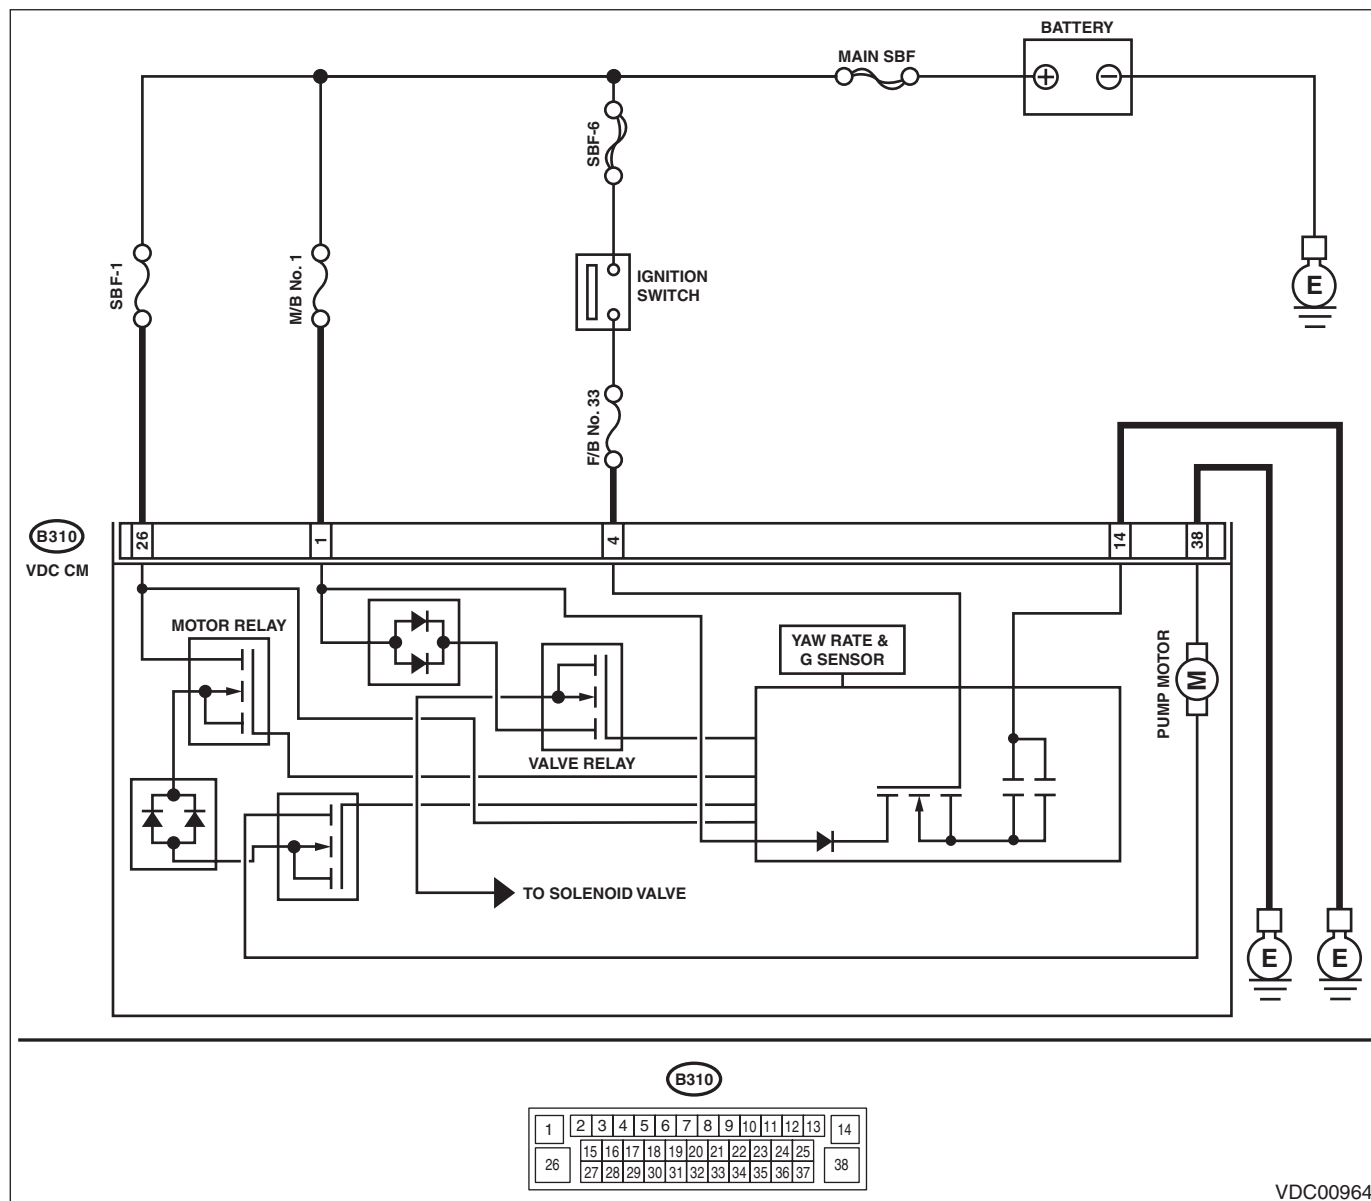 BATTERY
MAIN SBF
SBF-6
SBF-1
M/B No. 1
IGNITION
SWITCH
E
F/B No. 33
B310
VDC CM
26
1
4
14
38
MOTOR RELAY
YAW RATE &
G SENSOR
PUMP MOTOR
M
VALVE RELAY
TO SOLENOID VALVE
E
E
B310
1 2 3 4 5 6 7 8 9 10 11 12 13 14
15 16 17 18 19 20 21 22 23 24 25
26 27 28 29 30 31 32 33 34 35 36 37 38
VDC00964